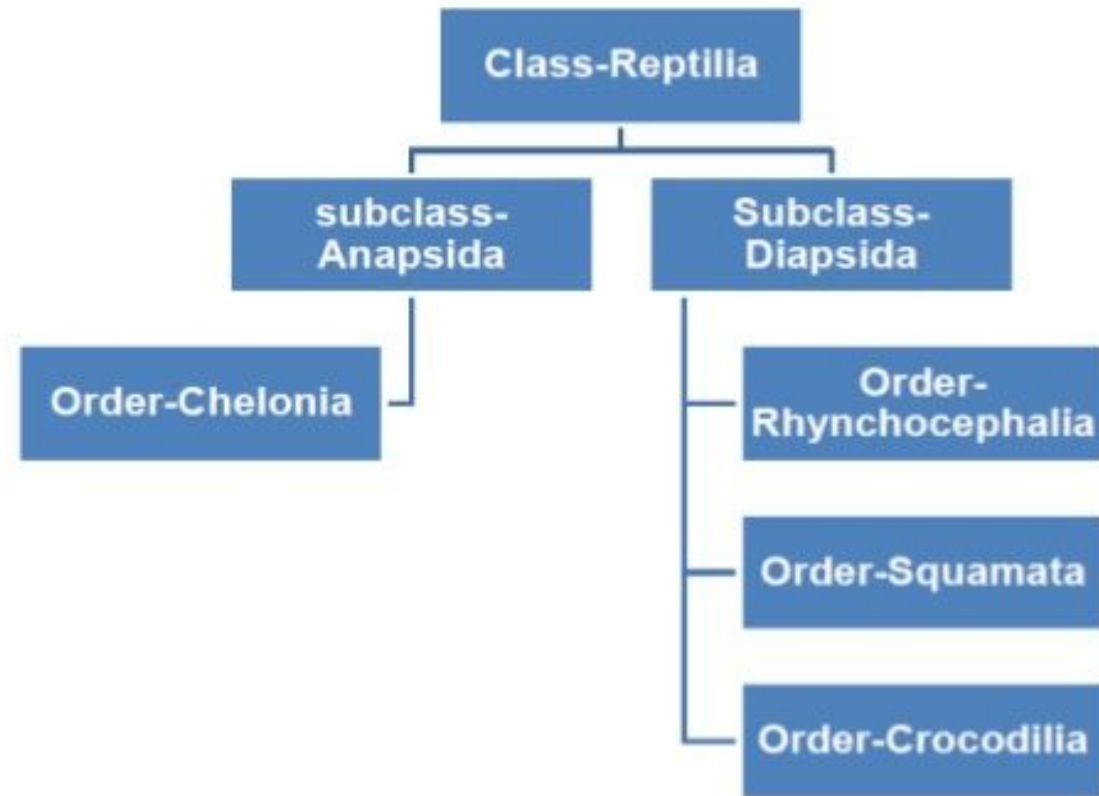 Class-Reptilia
subclass-
Anapsida
Subclass-
Diapsida
Order-Chelonia
Order-
Rhynchocephalia
Order-Squamata
Order-Crocodilia